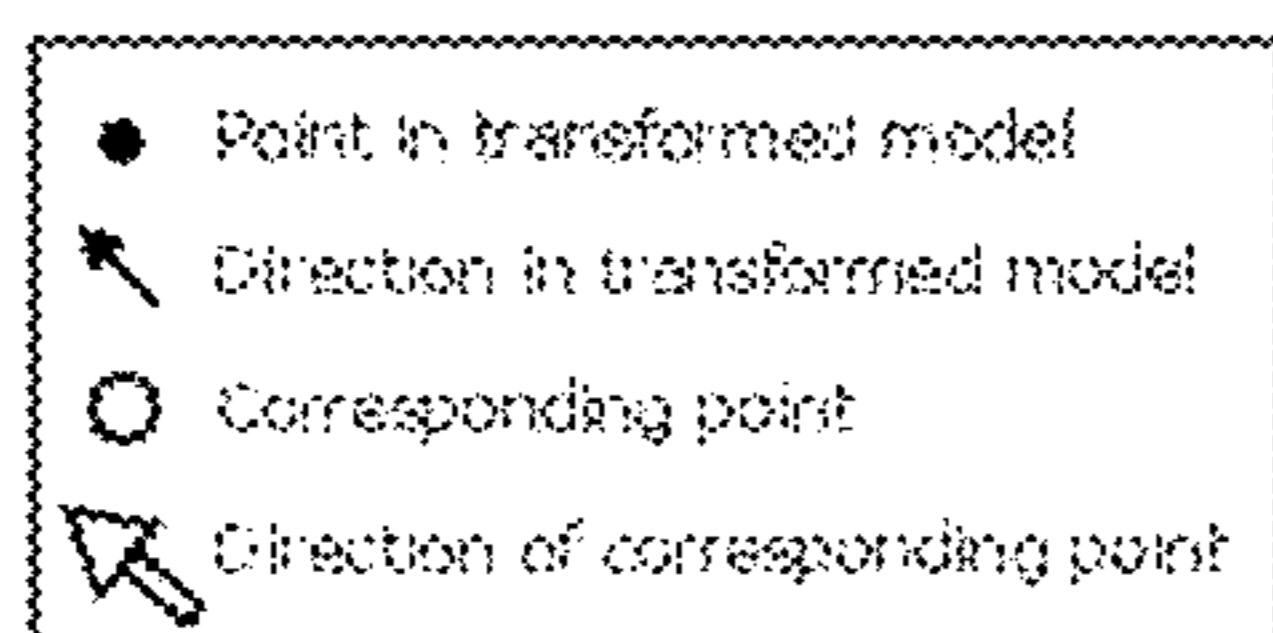 Point in transformed model
Direction in transformed model
Corresponding point
Direction of corresponding point